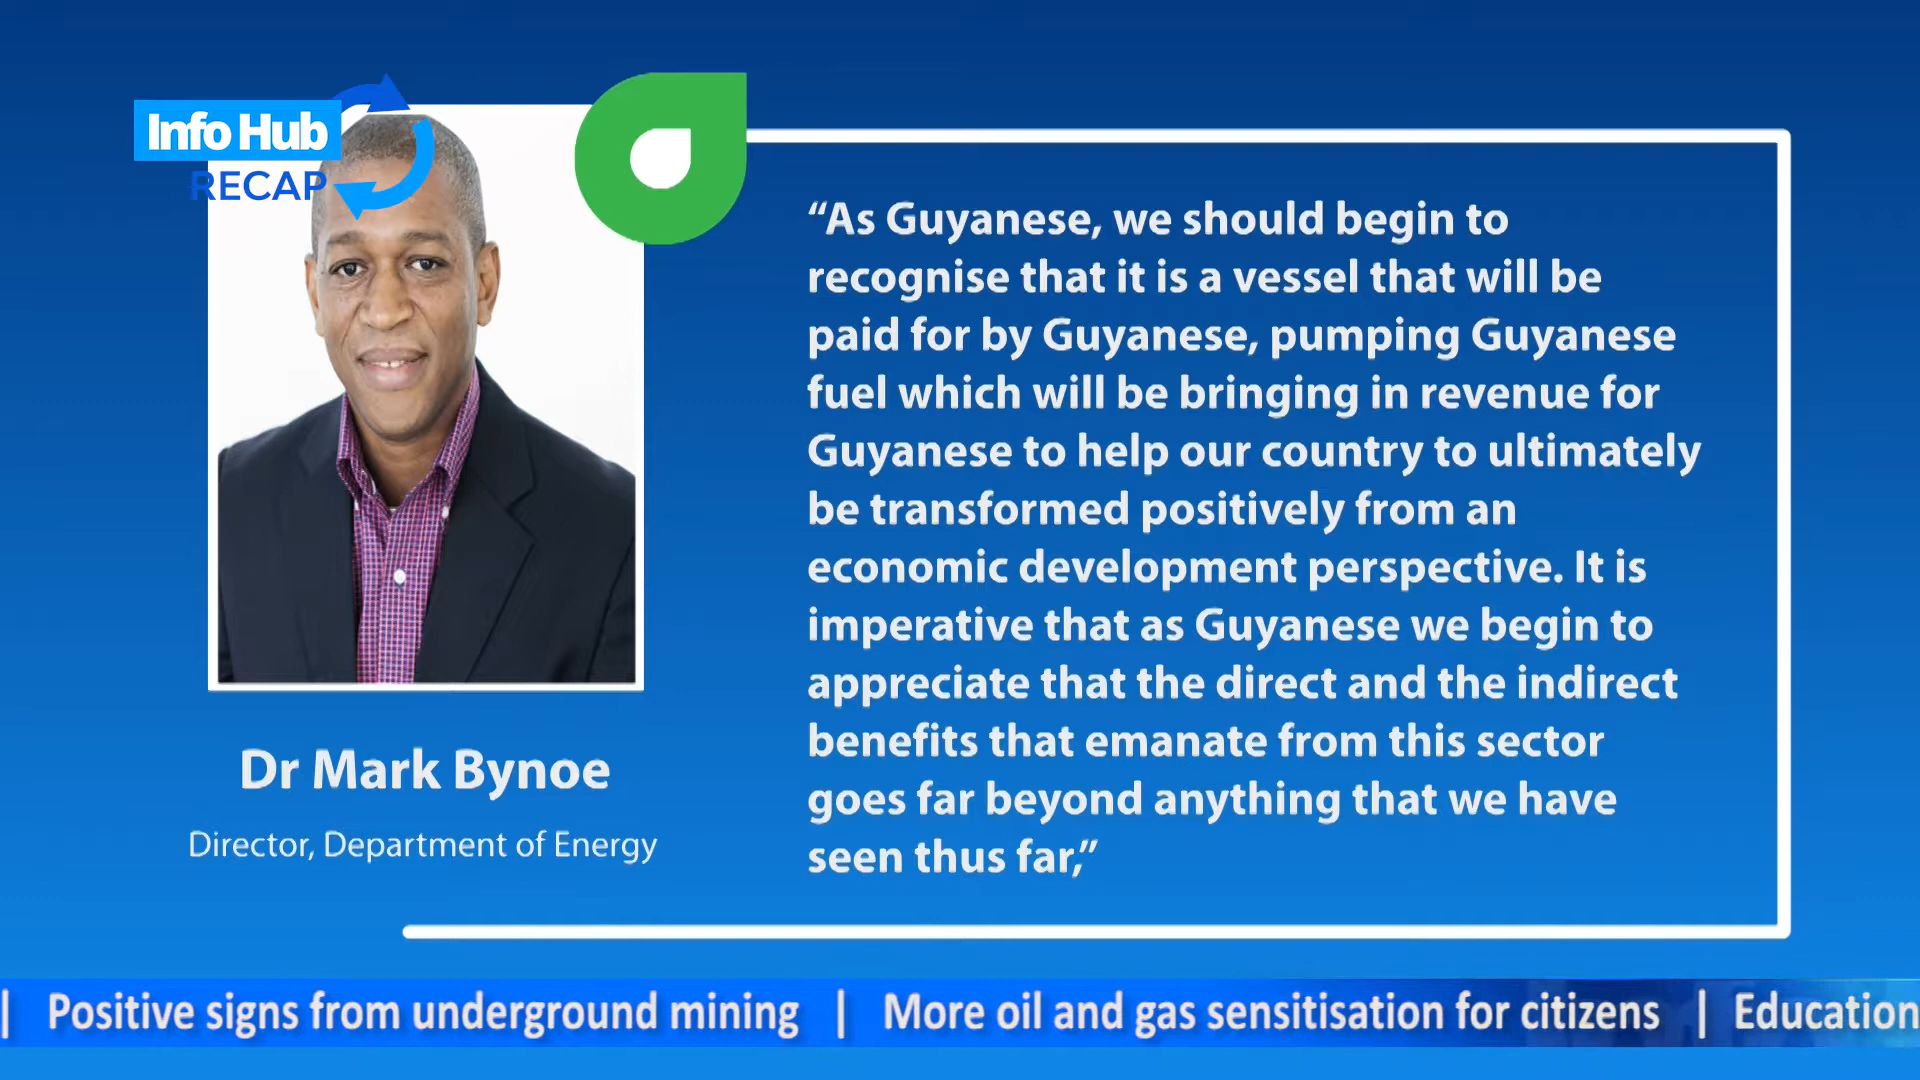 Info Hub
RECAP
“As Guyanese, we should begin to
recognise that it is a vessel that will be
paid for by Guyanese, pumping Guyanese
fuel which will be bringing in revenue for
Guyanese to help our country to ultimately
be transformed positively from an
economic development perspective. It is
imperative that as Guyanese we begin to
appreciate that the direct and the indirect
benefits that emanate from this sector
goes far beyond anything that we have
seen thus far,”
Dr Mark Bynoe
Director, Department of Energy
| Positive signs from underground mining | More oil and gas sensitisation for citizens | Education